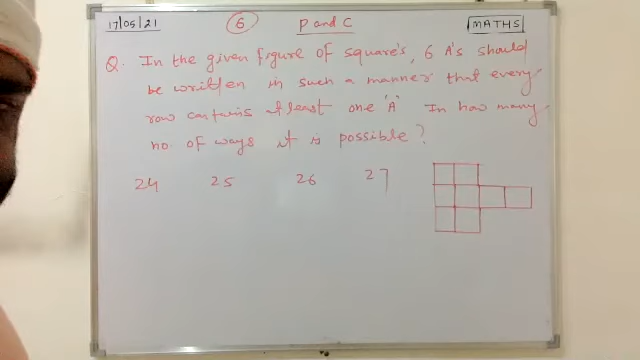 17/05/21 6 P and C MATHS
Q. In the given figure of square's, 6 A's should
be written in such a manner that every
row contains atleast one 'A'. In how many
no. of ways it is possible?
24 25 26 27